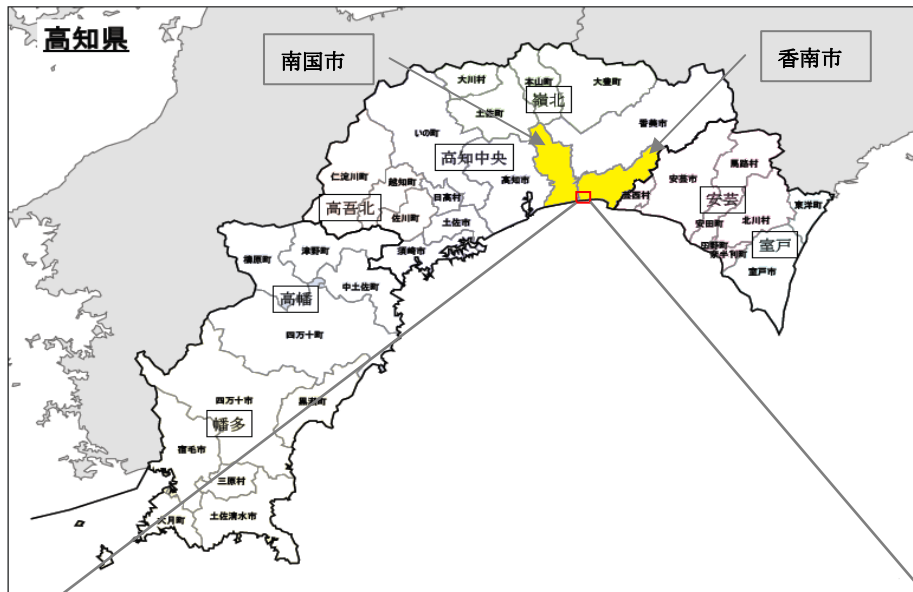 高知県
南国市
香南市
大川村
本山町
大豊町
嶺北
土佐町
いの町
香美市
高知中央
高知市
仁淀川町
越知町
日高村
高吾北
佐川町
土佐市
須崎市
芸西村
安芸市
馬路村
安芸
東洋町
安田町
北川村
田野町
奈半利町
室戸
室戸市
檮原町
津野町
中土佐町
高幡
四万十町
四万十市
黒潮町
幡多
宿毛市
三原村
大月町
土佐清水市